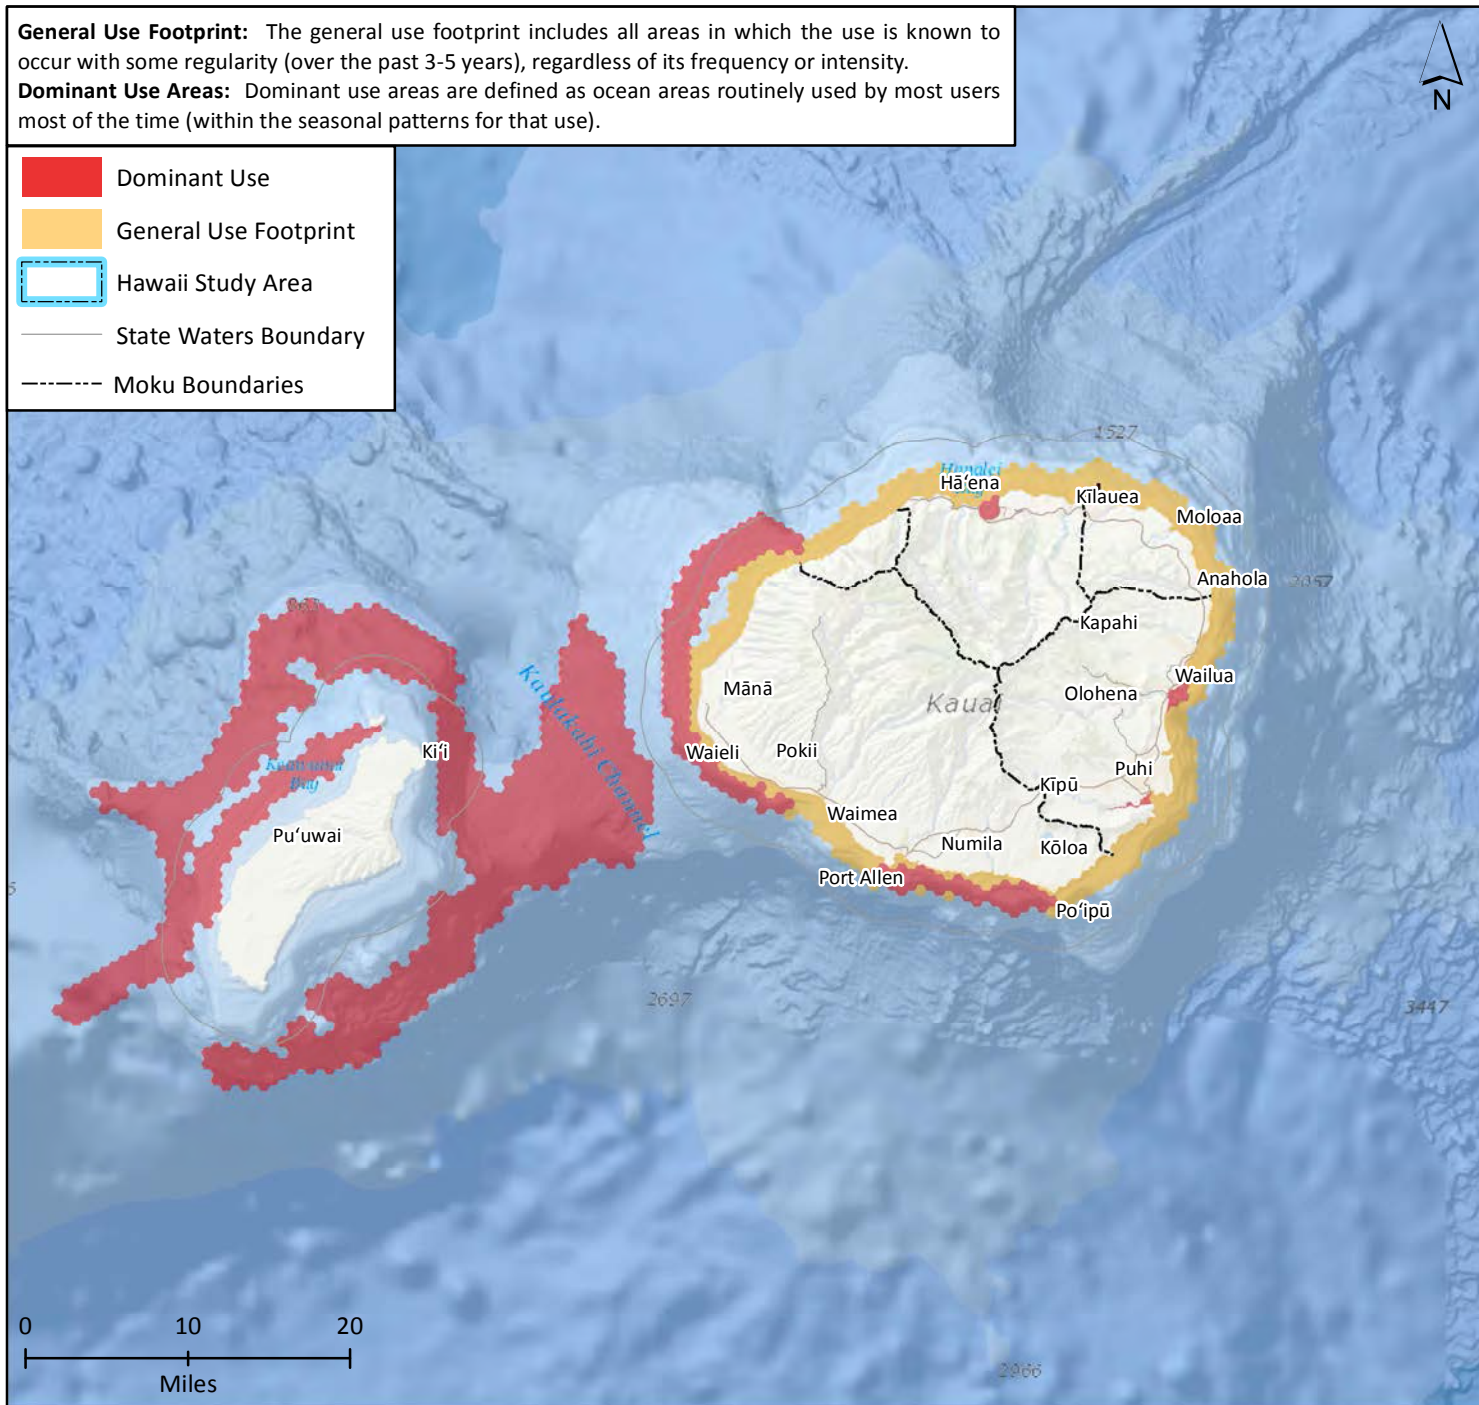 General Use Footprint: The general use footprint includes all areas in which the use is known to
occur with some regularity (over the past 3-5 years), regardless of its frequency or intensity.
Dominant Use Areas: Dominant use areas are defined as ocean areas routinely used by most users
most of the time (within the seasonal patterns for that use).
N
Dominant Use
General Use Footprint
Hawaii Study Area
State Waters Boundary
Moku Boundaries
1527
Hāʻena
Kīlauea
Moloaa
Anahola
Kapahi
Wailua
Olohena
Mānā
Kauai
Kaulakahi Channel
Kiʻi
Waieli
Pokii
Puhi
Kīpū
Bay
Waimea
Puʻuwai
Numila
Kōloa
Port Allen
Poʻipū
2697
3447
2966
0
10
20
Miles